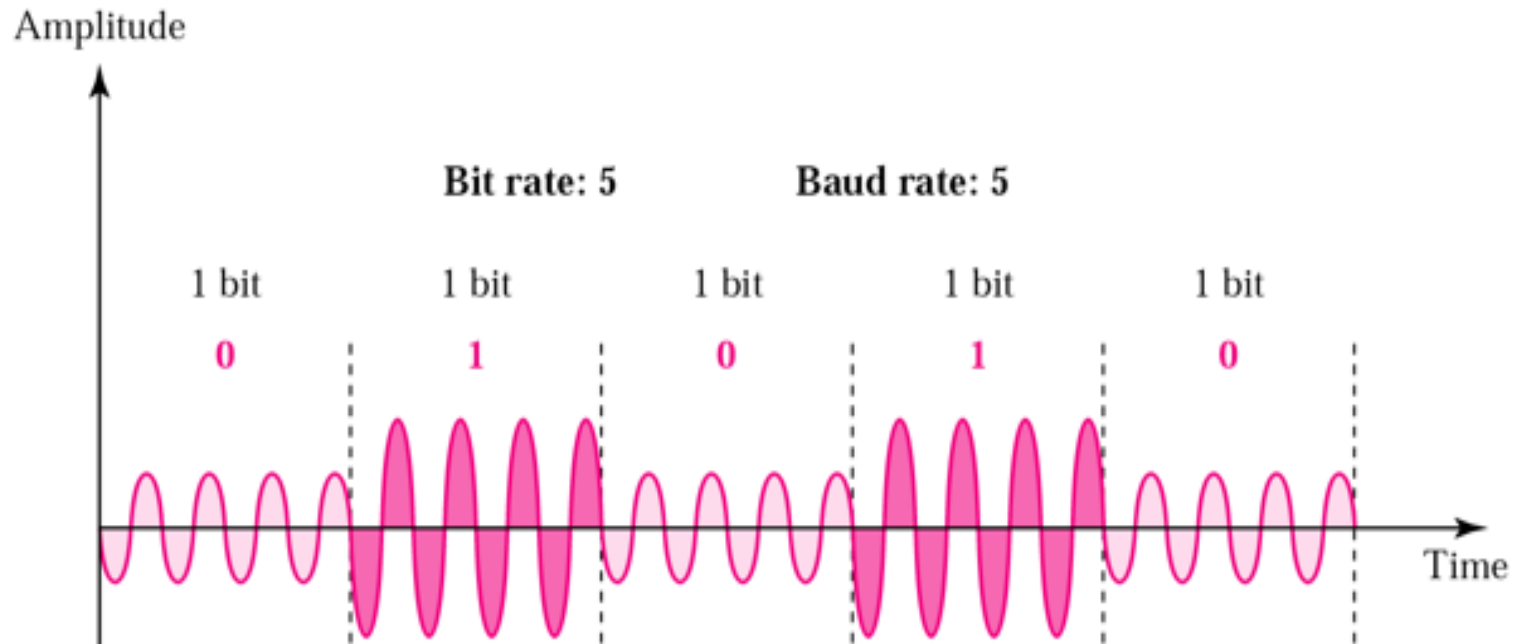 Amplitude
Bit rate: 5 Baud rate: 5
1 bit 1 bit 1 bit 1 bit 1 bit
0 1 0 1 0
Time